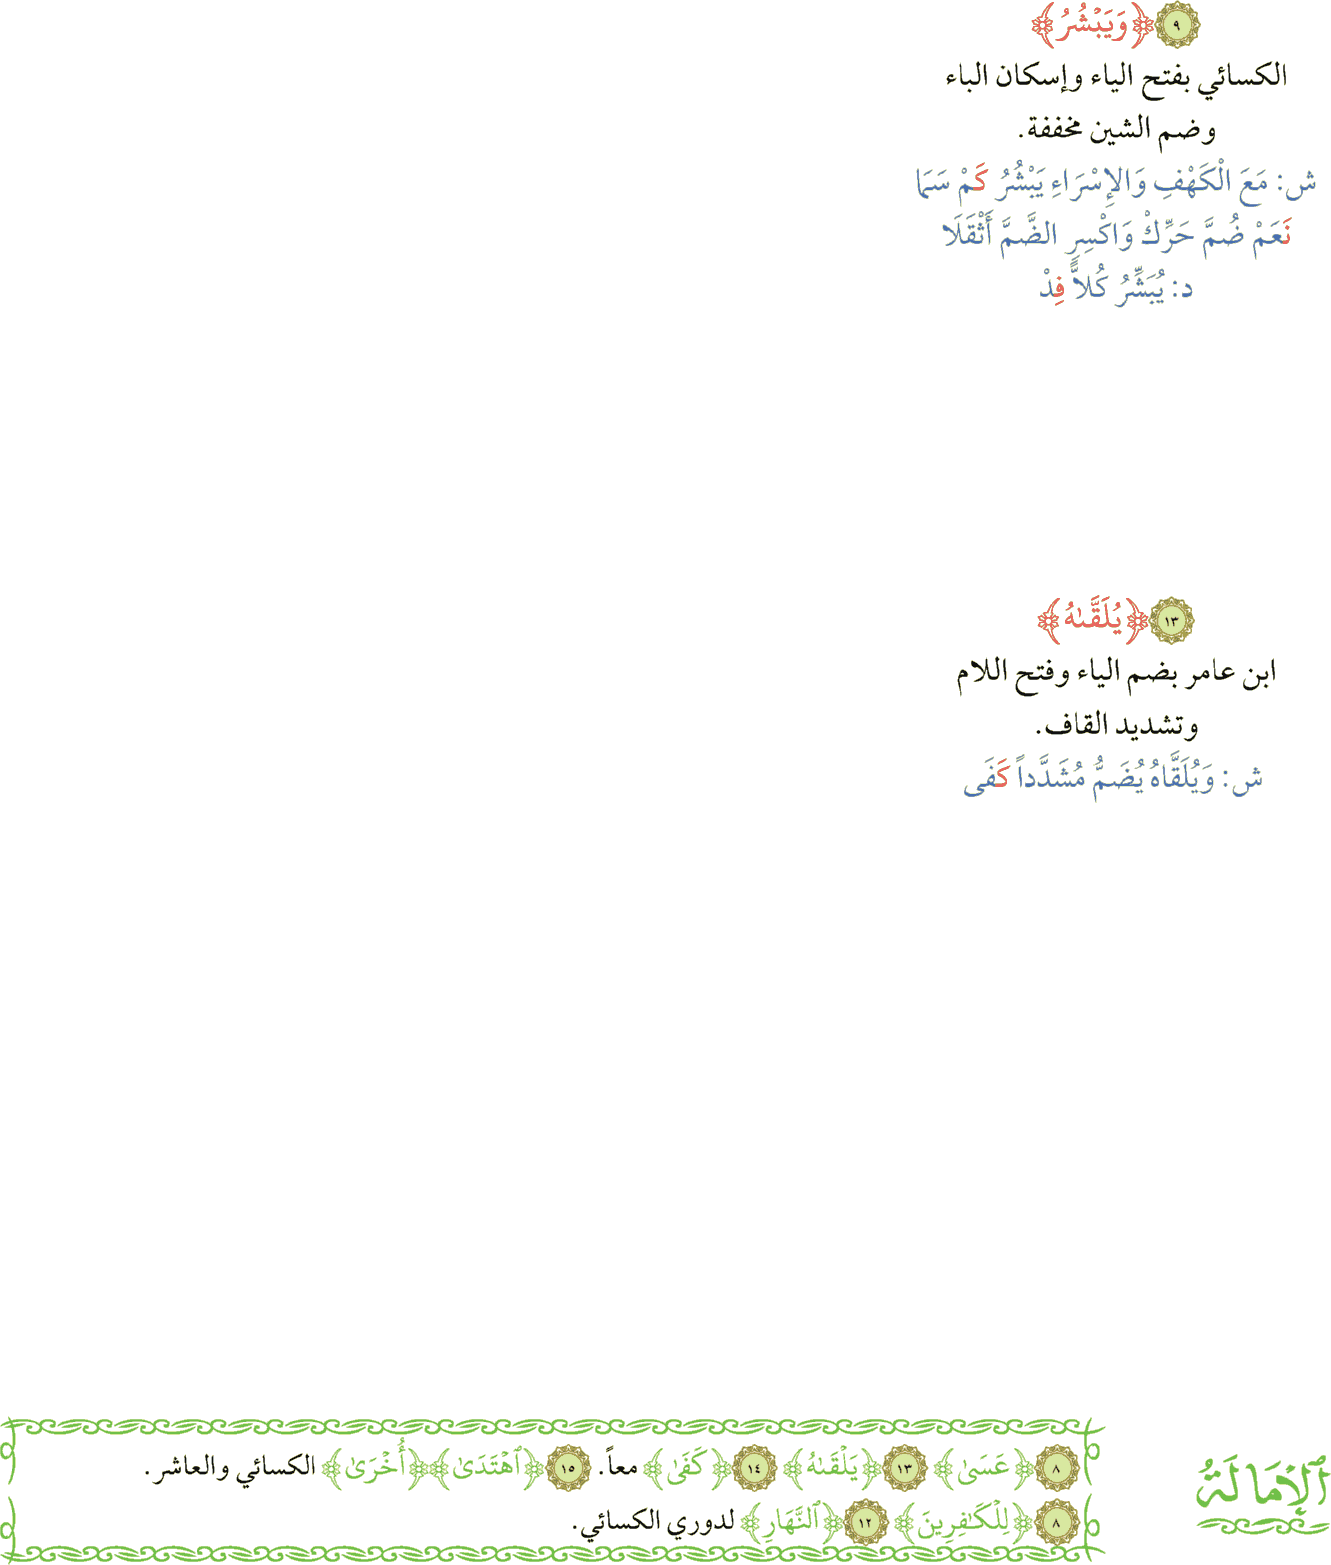 ٩ ﴿وَيَبْشُرُ﴾
الكسائي بفتح الياء وإسكان الباء
وضم الشين مخففة.
ش: مَعَ الْكَهْفِ وَالإِسْرَاءِ يَبْشُرُ كَمْ سَمَا
نَعَمْ ضُمَّ حَرِّكْ وَاكْسِرِ الضَّمَّ أَثْقَلَا
د: يُبَشِّرُ كُلاًّ فِدْ
١٣ ﴿يُلَقَّىٰهُ﴾
ابن عامر بضم الياء وفتح اللام
وتشديد القاف.
ش: وَيُلَقَّاهُ يُضَمُّ مُشَدَّداً كَفَى
ٱلْإِمَالَةُ
٨ ﴿عَسَىٰ﴾ ١٣ ﴿يَلْقَىٰهُ﴾ ١٤ ﴿كَفَىٰ﴾ معاً. ١٥ ﴿ٱهْتَدَىٰ﴾ ﴿أُخْرَىٰ﴾ الكسائي والعاشر.
٨ ﴿لِلْكَٰفِرِينَ﴾ ١٢ ﴿ٱلنَّهَارِ﴾ لدوري الكسائي.